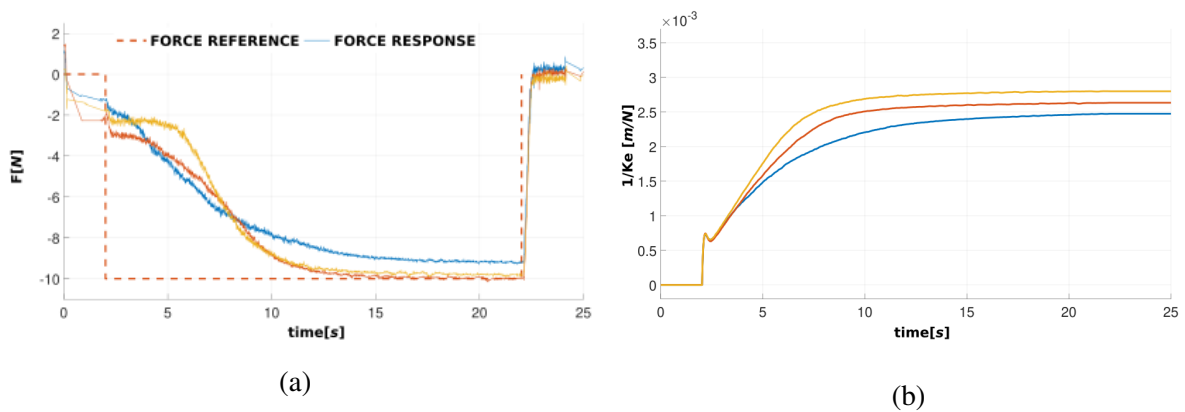 FORCE REFERENCE FORCE RESPONSE
2
0
-2
-4
-6
-8
-10
F[N]
0 5 10 15 20 25
time[s]
(a)
×10⁻³
3.5
3
2.5
2
1.5
1
0.5
0
1/Ke [m/N]
0 5 10 15 20 25
time[s]
(b)